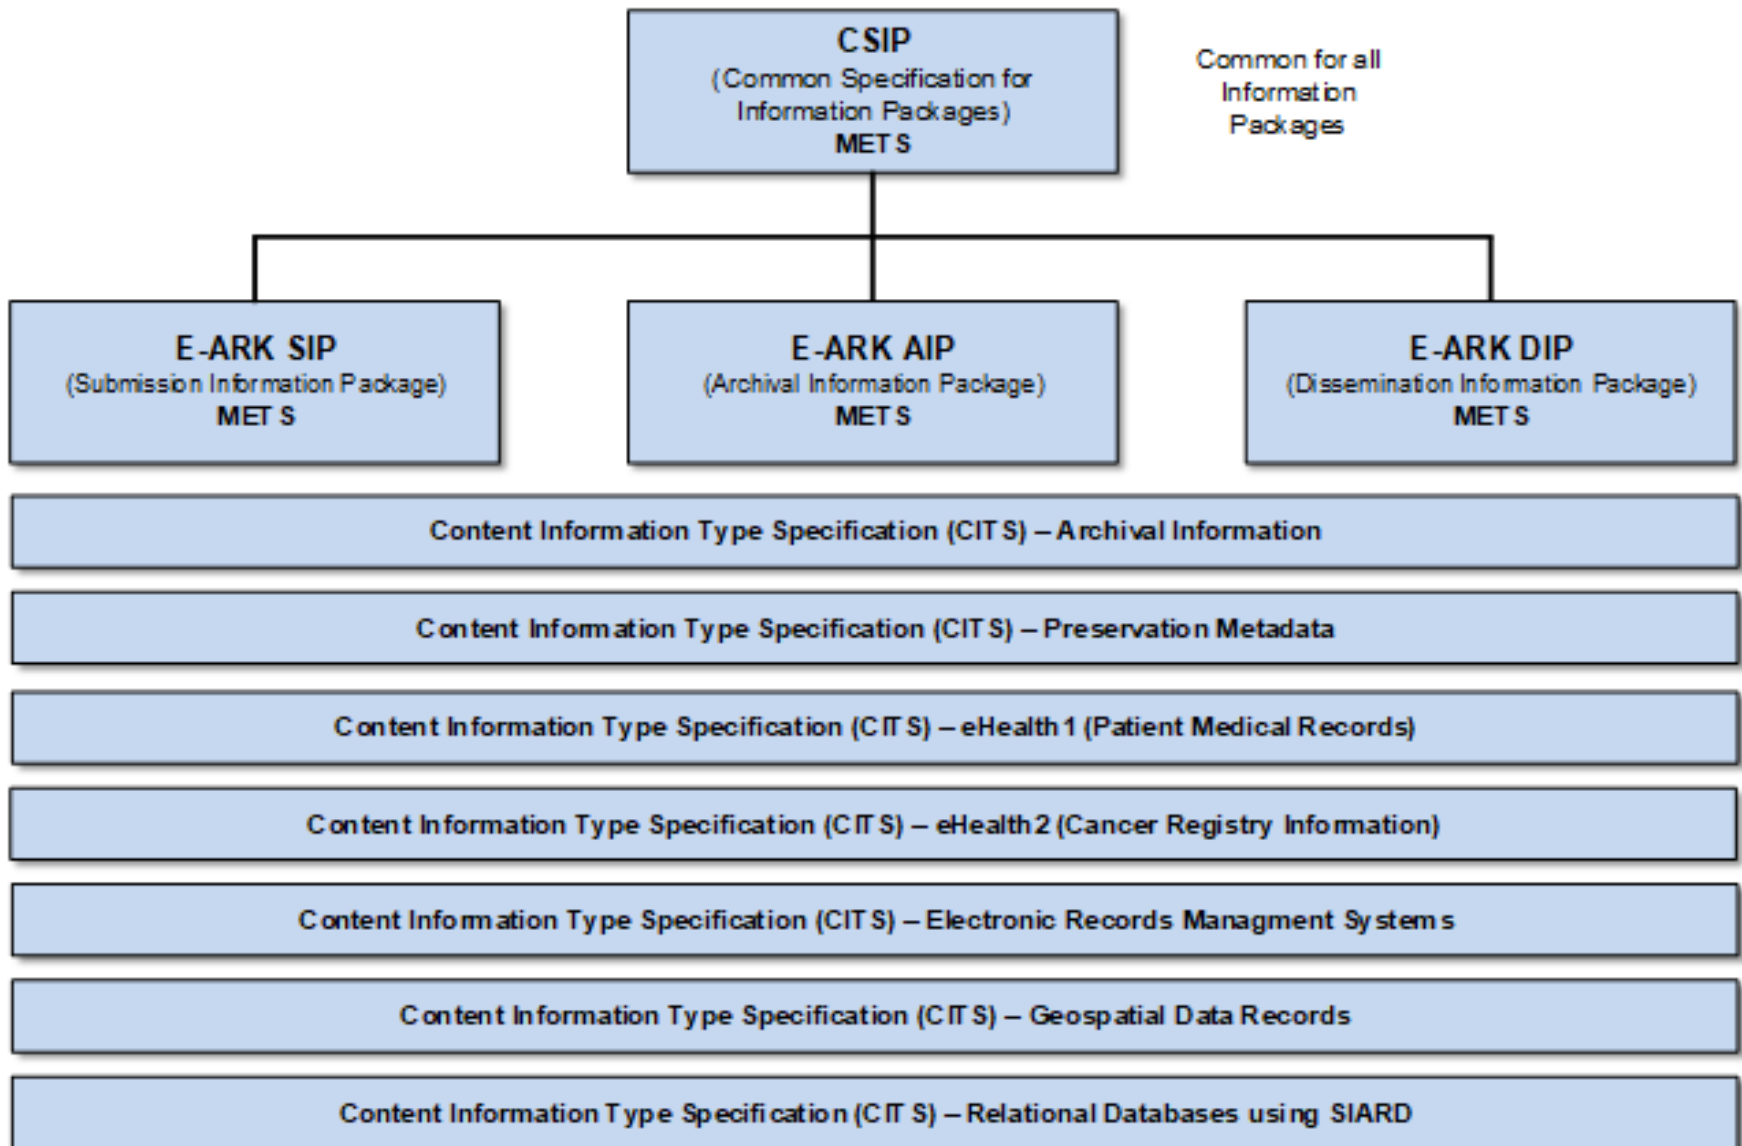 CSIP
(Common Specification for
Information Packages)
METS
Common for all
Information
Packages
E-ARK SIP
(Submission Information Package)
METS
E-ARK AIP
(Archival Information Package)
METS
E-ARK DIP
(Dissemination Information Package)
METS
Content Information Type Specification (CITS) – Archival Information
Content Information Type Specification (CITS) – Preservation Metadata
Content Information Type Specification (CITS) – eHealth1 (Patient Medical Records)
Content Information Type Specification (CITS) – eHealth2 (Cancer Registry Information)
Content Information Type Specification (CITS) – Electronic Records Managment Systems
Content Information Type Specification (CITS) – Geospatial Data Records
Content Information Type Specification (CITS) – Relational Databases using SIARD